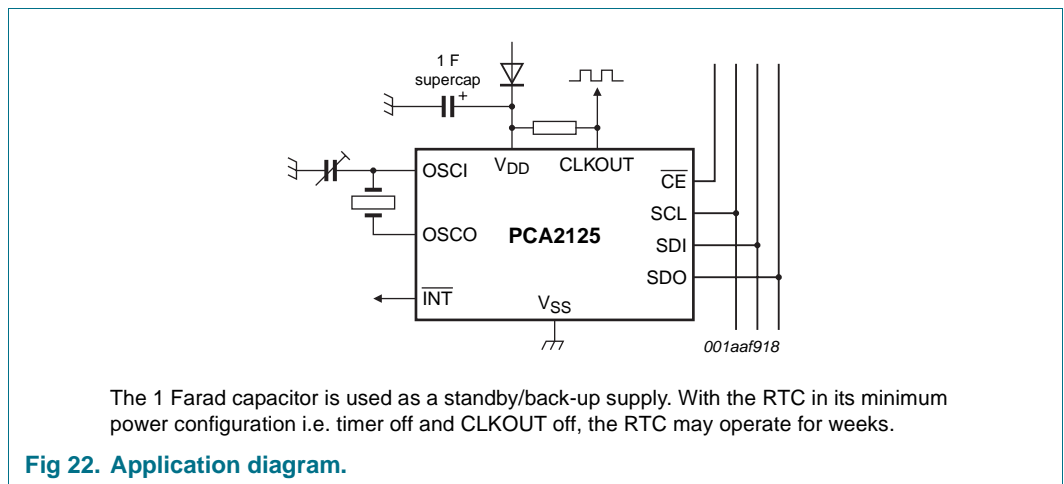 1 F
supercap
+
OSCI
VDD
CLKOUT
CE
SCL
OSCO
PCA2125
SDI
SDO
INT
VSS
001aaf918
The 1 Farad capacitor is used as a standby/back-up supply. With the RTC in its minimum
power configuration i.e. timer off and CLKOUT off, the RTC may operate for weeks.
Fig 22. Application diagram.